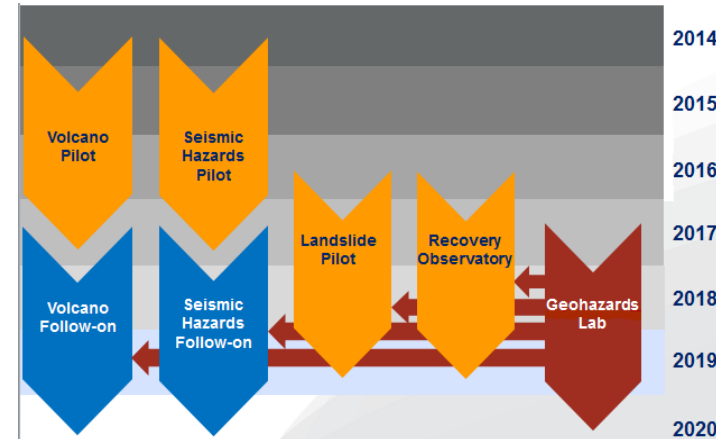 2014
2015
Volcano
Pilot
Seismic
Hazards
Pilot
2016
Landslide
Pilot
Recovery
Observatory
2017
Volcano
Follow-on
Seismic
Hazards
Follow-on
Geohazards
Lab
2018
2019
2020